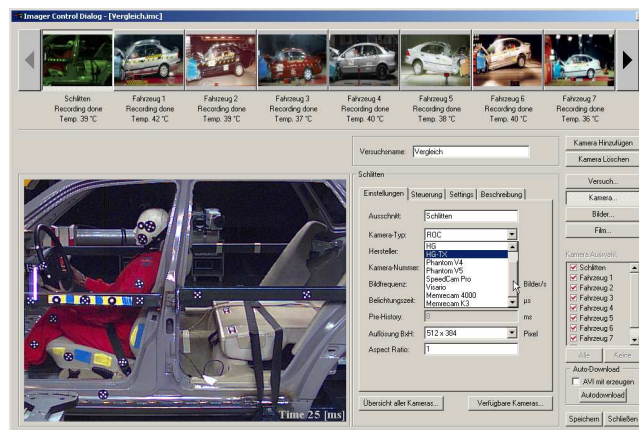 Imager Control Dialog - [Vergleich.imc]
Schlitten
Recording done
Temp. 39 °C
Fahrzeug 1
Recording done
Temp. 42 °C
Fahrzeug 2
Recording done
Temp. 39 °C
Fahrzeug 3
Recording done
Temp. 37 °C
Fahrzeug 4
Recording done
Temp. 40 °C
Fahrzeug 5
Recording done
Temp. 38 °C
Fahrzeug 6
Recording done
Temp. 40 °C
Fahrzeug 7
Recording done
Temp. 36 °C
Versuchsname: Vergleich
Schlitten
Einstellungen Steuerung Settings Beschreibung
Ausschnitt: Schlitten
Kamera-Typ: ROC
Hersteller:
Kamera-Nummer:
Bildfrequenz: Bilder/s
Belichtungszeit: µs
HG
HG-TX
Phantom V4
Phantom V5
SpeedCam Pro
Visario
Memrecam 4000
Memrecam K3
Pre-History: 0 ms
Auflösung BxH: 512 x 384 Pixel
Aspect Ratio: 1
Übersicht aller Kameras... Verfügbare Kameras...
Time 25 [ms]
Kamera Hinzufügen
Kamera Löschen
Versuch...
Kamera...
Bilder...
Film...
Kamera Auswahl:
Schlitten
Fahrzeug 1
Fahrzeug 2
Fahrzeug 3
Fahrzeug 4
Fahrzeug 5
Fahrzeug 6
Fahrzeug 7
Alle Keine
Auto-Download
AVI mit erzeugen
Autodownload
Speichern Schließen